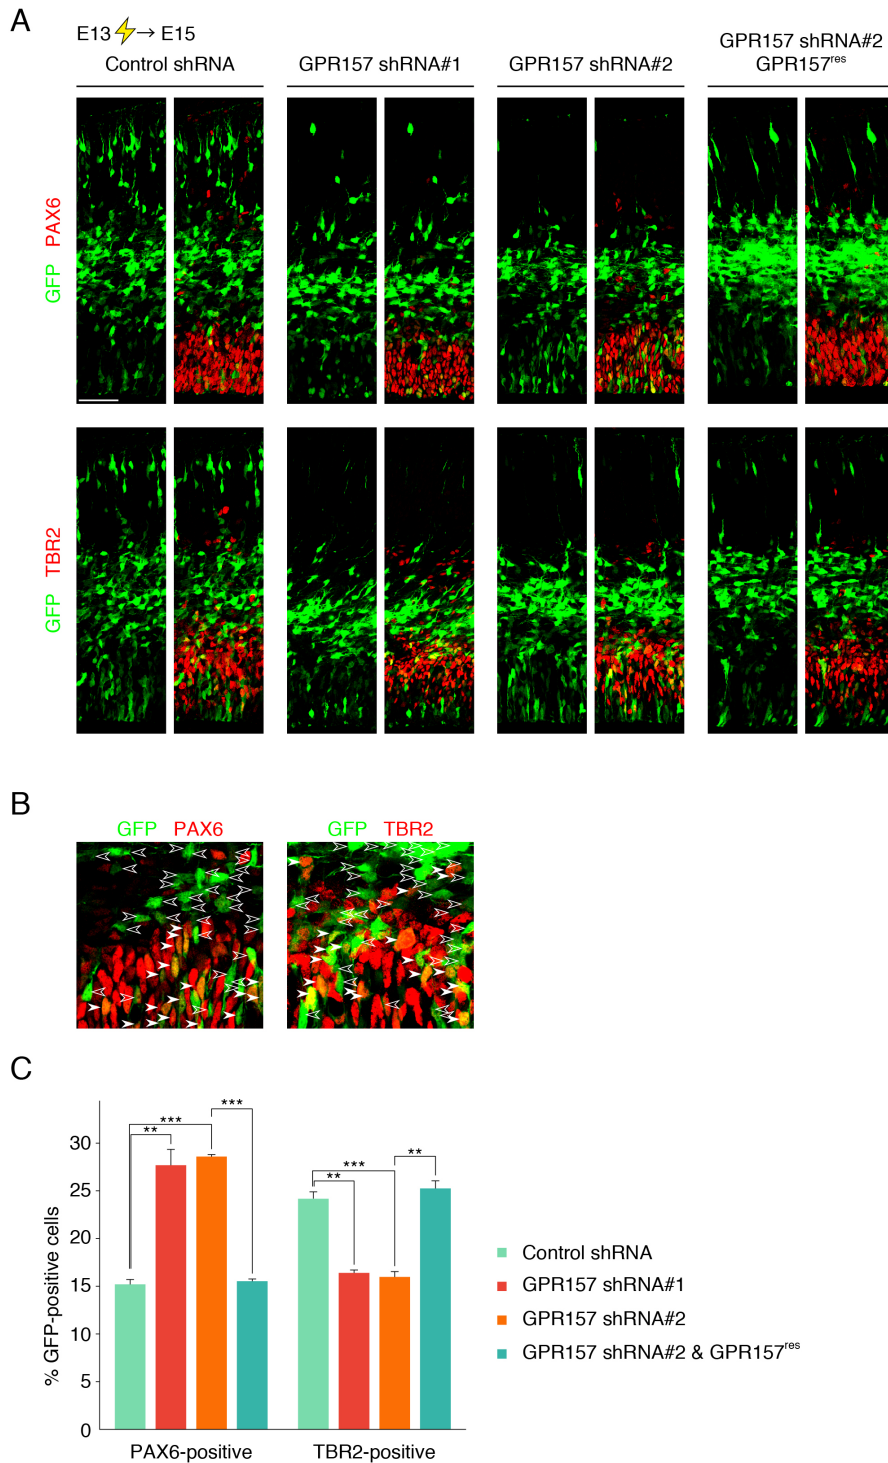 A
E13 → E15
Control shRNA
GPR157 shRNA#1
GPR157 shRNA#2
GPR157 shRNA#2
GPR157res
GFP PAX6
GFP TBR2
B
GFP PAX6
GFP TBR2
C
% GFP-positive cells
30
25
20
15
10
5
0
** *** ***
** *** **
PAX6-positive
TBR2-positive
Control shRNA
GPR157 shRNA#1
GPR157 shRNA#2
GPR157 shRNA#2 & GPR157res